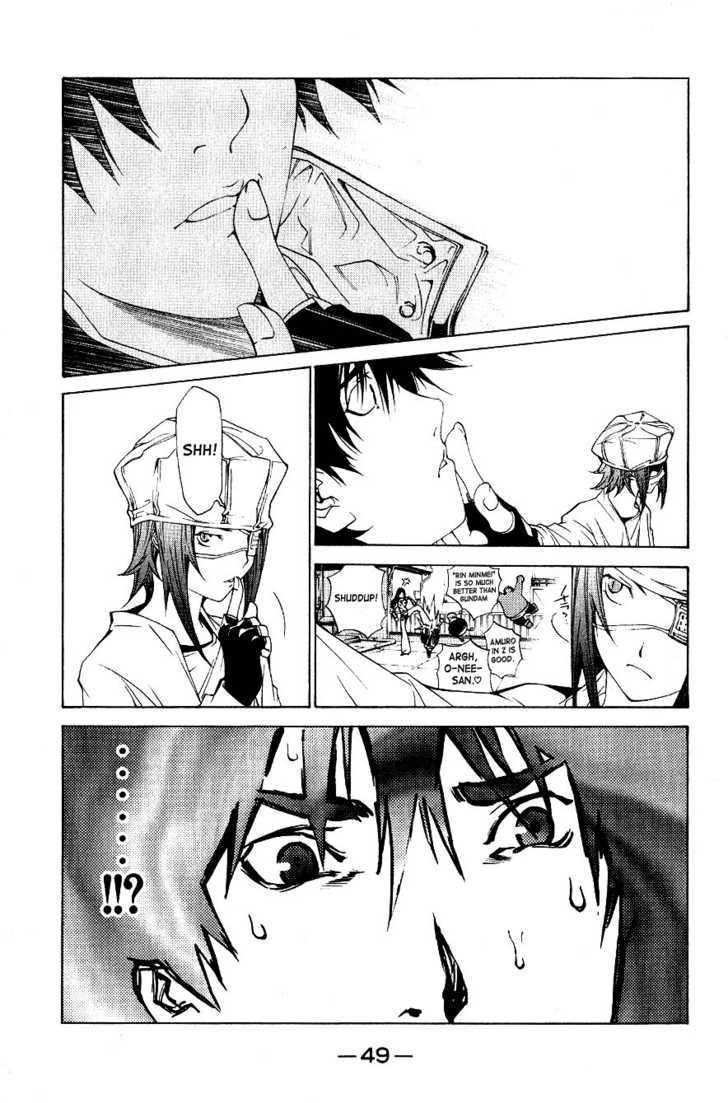 SHH!
SHUDDUP!
"RIN MINMEI"
IS SO MUCH
BETTER THAN
GUNDAM
AMURO
IN Z IS
GOOD.
ARGH,
O-NEE-
SAN.♡
......!!?
—49—